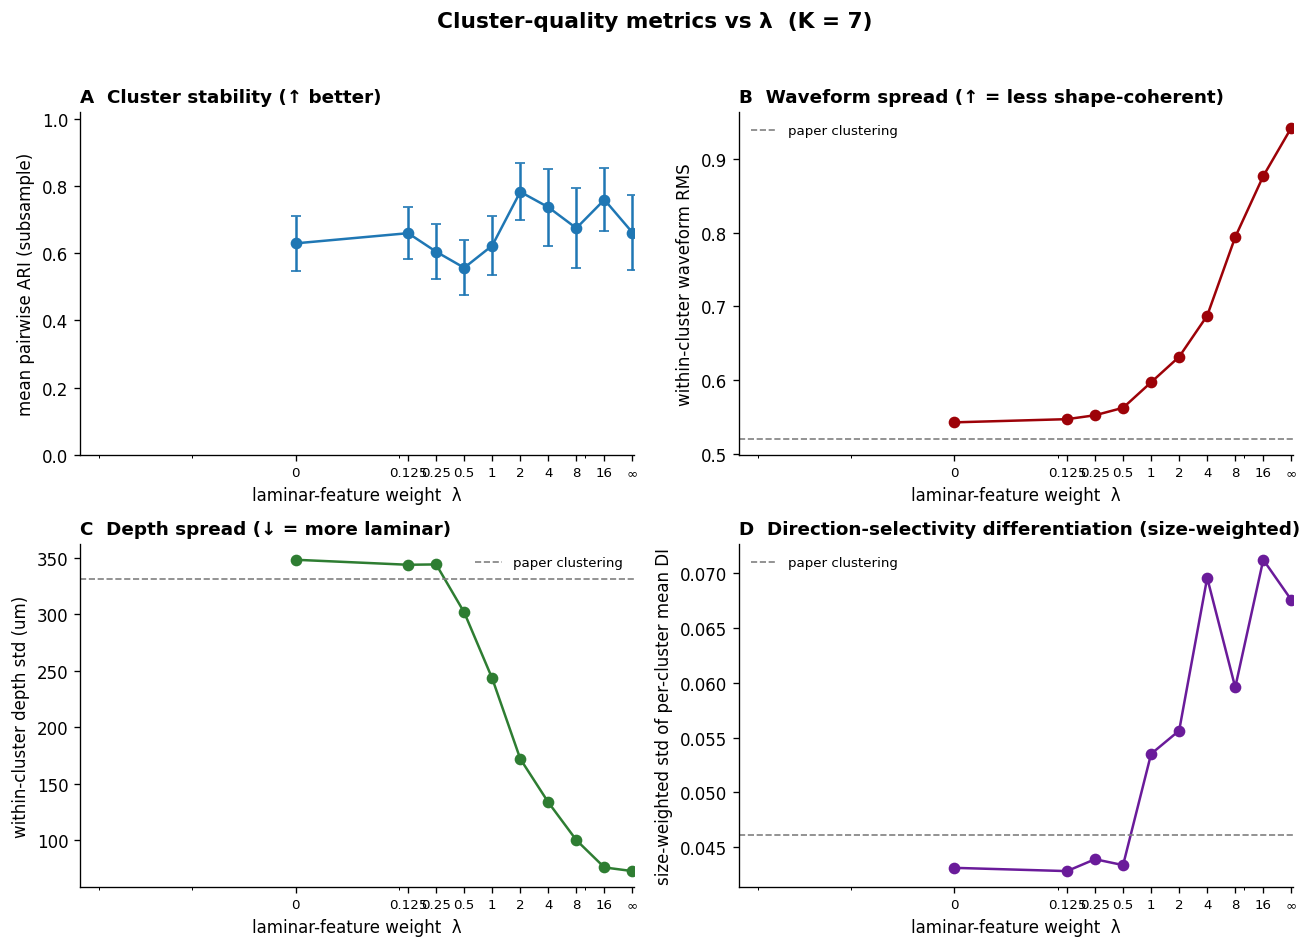 Cluster-quality metrics vs λ (K = 7)
A Cluster stability (↑ better)
mean pairwise ARI (subsample)
1.0
0.8
0.6
0.4
0.2
0.0
0 0.125 0.25 0.5 1 2 4 8 16 ∞
laminar-feature weight λ
B Waveform spread (↑ = less shape-coherent)
paper clustering
within-cluster waveform RMS
0.9
0.8
0.7
0.6
0.5
0 0.125 0.25 0.5 1 2 4 8 16 ∞
laminar-feature weight λ
C Depth spread (↓ = more laminar)
paper clustering
within-cluster depth std (um)
350
300
250
200
150
100
0 0.125 0.25 0.5 1 2 4 8 16 ∞
laminar-feature weight λ
D Direction-selectivity differentiation (size-weighted)
paper clustering
size-weighted std of per-cluster mean DI
0.070
0.065
0.060
0.055
0.050
0.045
0 0.125 0.25 0.5 1 2 4 8 16 ∞
laminar-feature weight λ